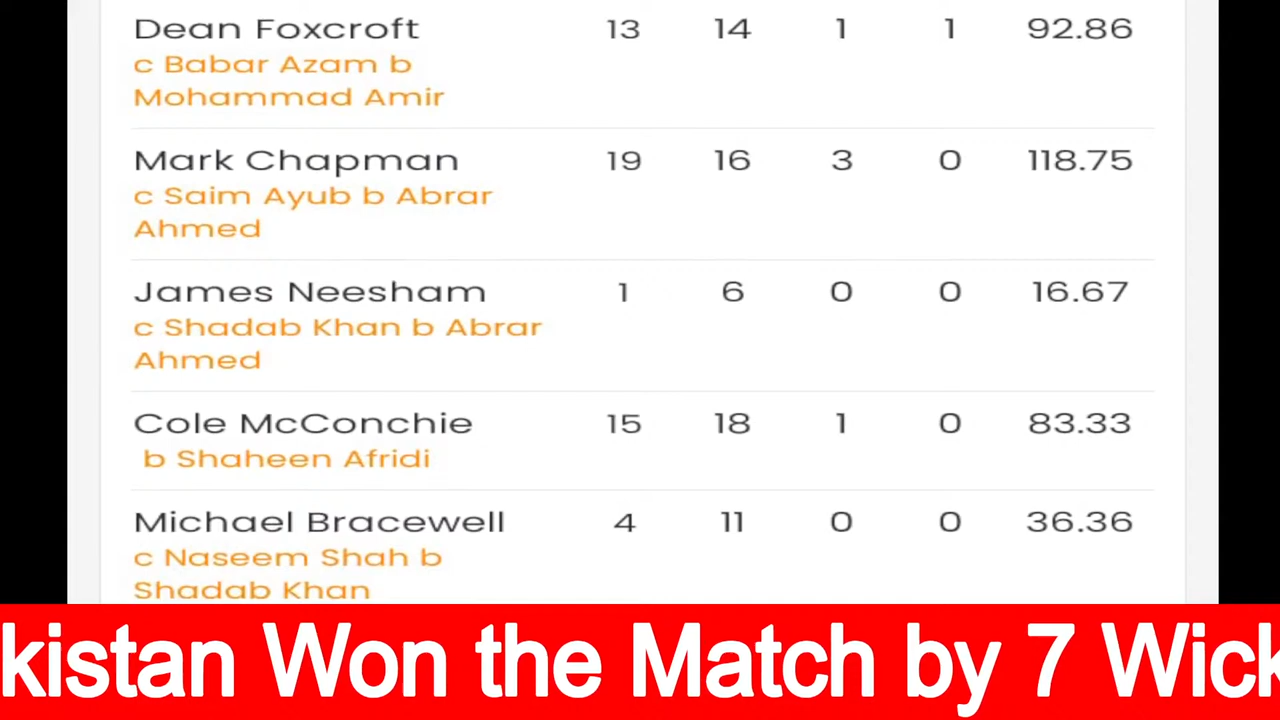 Dean Foxcroft 13 14 1 1 92.86
c Babar Azam b
Mohammad Amir
Mark Chapman 19 16 3 0 118.75
c Saim Ayub b Abrar
Ahmed
James Neesham 1 6 0 0 16.67
c Shadab Khan b Abrar
Ahmed
Cole McConchie 15 18 1 0 83.33
b Shaheen Afridi
Michael Bracewell 4 11 0 0 36.36
c Naseem Shah b
Shadab Khan
kistan Won the Match by 7 Wick